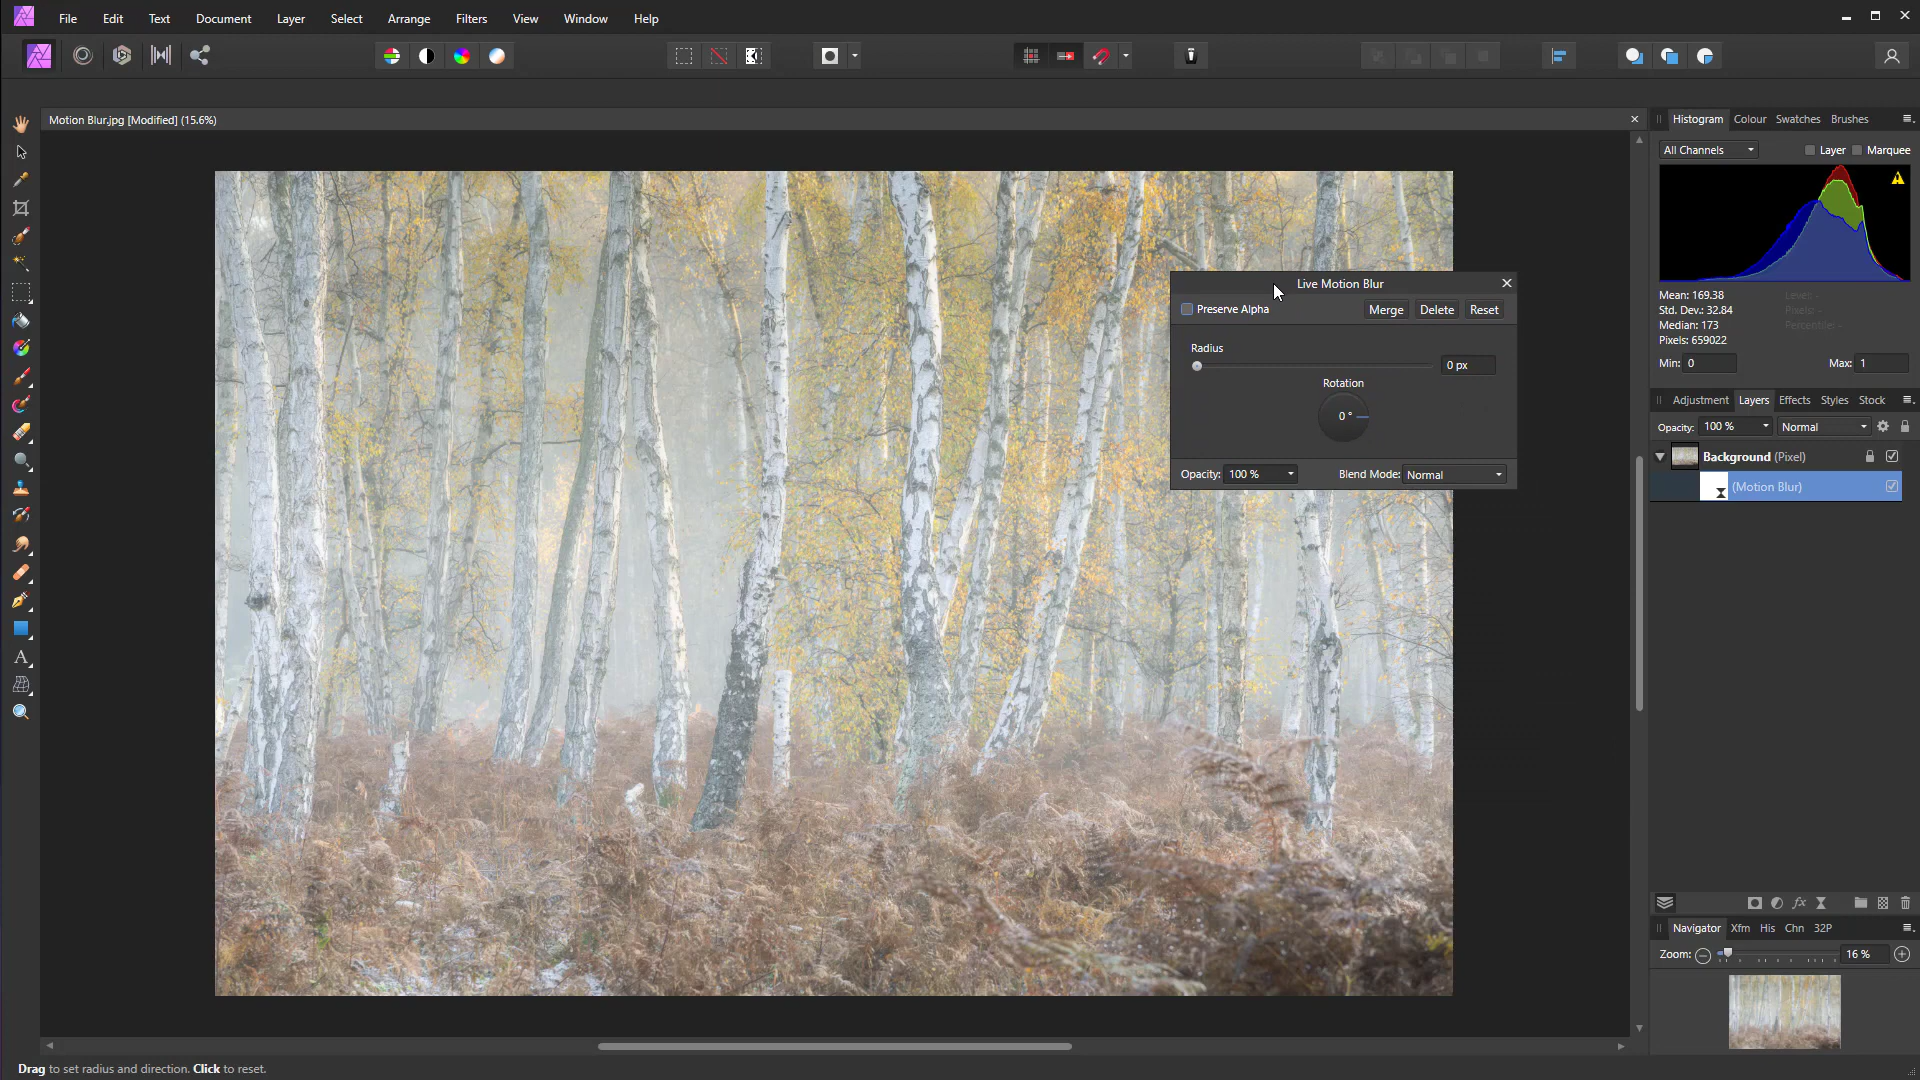 File Edit Text Document Layer Select Arrange Filters View Window Help
Motion Blur.jpg [Modified] (15.6%)
Histogram Colour Swatches Brushes
All Channels Layer Marquee
Live Motion Blur
Preserve Alpha Merge Delete Reset
Radius
0 px
Rotation
0 °
Opacity: 100 % Blend Mode: Normal
Mean: 169.38 Level: -
Std. Dev.: 32.84 Pixels: -
Median: 173 Percentile: -
Pixels: 659022
Min: 0 Max: 1
Adjustment Layers Effects Styles Stock
Opacity: 100 % Normal
Background (Pixel)
(Motion Blur)
fx
Navigator Xfm His Chn 32P
Zoom: 16 %
Drag to set radius and direction. Click to reset.